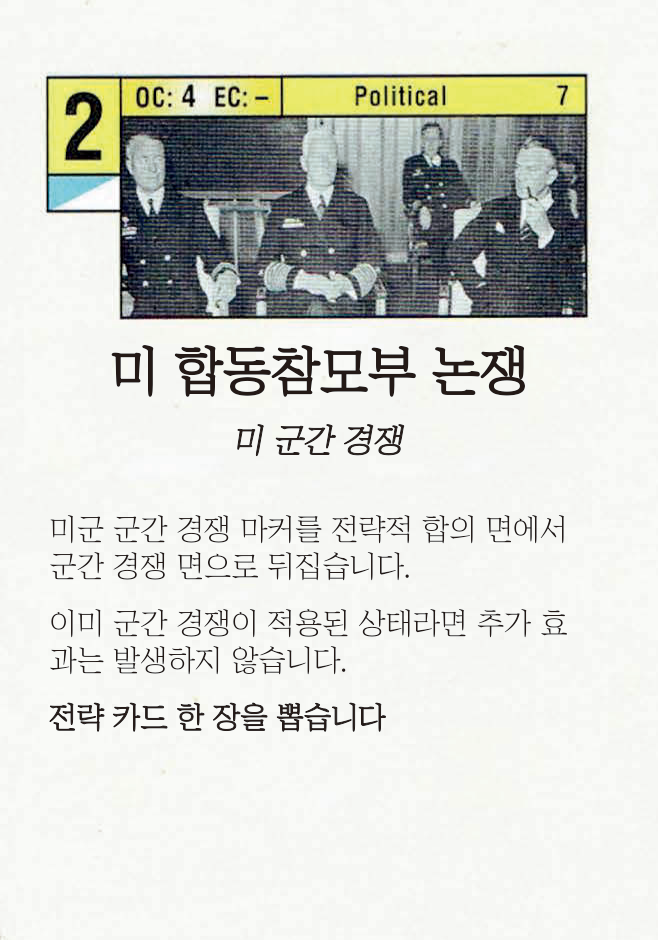 2
OC: 4 EC: –
Political
7
미 합동참모부 논쟁
미 군간 경쟁
미군 군간 경쟁 마커를 전략적 합의 면에서
군간 경쟁 면으로 뒤집습니다.
이미 군간 경쟁이 적용된 상태라면 추가 효
과는 발생하지 않습니다.
전략 카드 한 장을 뽑습니다